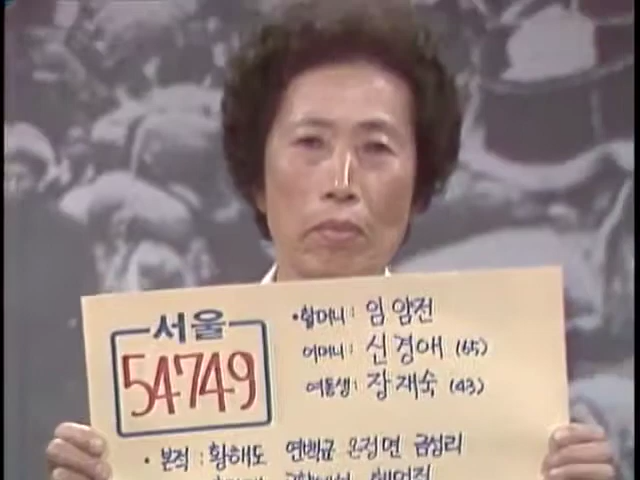 서울
54749
•할머니: 임암전
어머니: 신경애 (65)
여동생: 장재숙 (43)
• 본적: 황해도 연백군 온정면 금성리